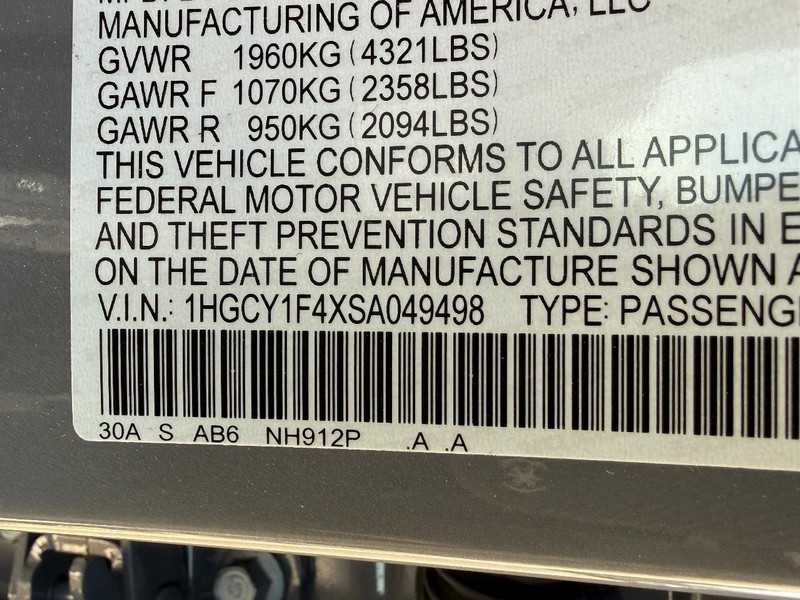 MANUFACTURING OF AMERICA, LLC
GVWR 1960KG (4321LBS)
GAWR F 1070KG (2358LBS)
GAWR R 950KG (2094LBS)
THIS VEHICLE CONFORMS TO ALL APPLICA
FEDERAL MOTOR VEHICLE SAFETY, BUMPE
AND THEFT PREVENTION STANDARDS IN E
ON THE DATE OF MANUFACTURE SHOWN A
V.I.N.: 1HGCY1F4XSA049498 TYPE: PASSENG
30A S AB6 NH912P .A .A